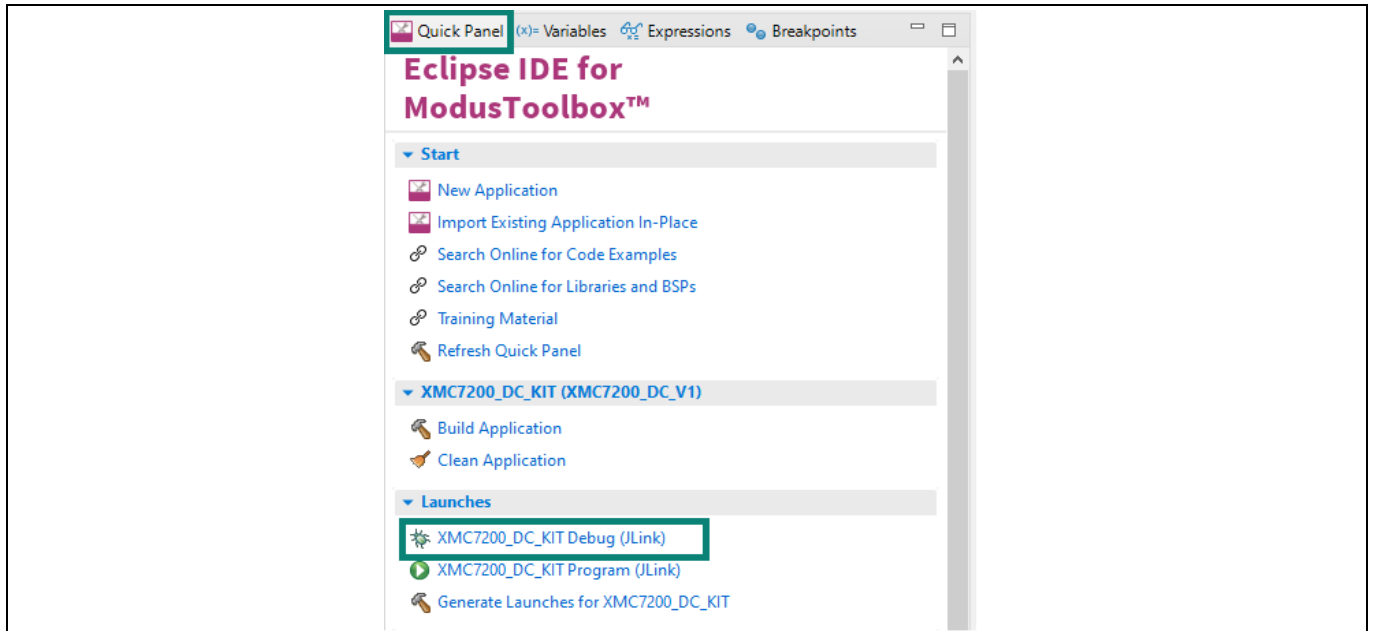 Quick Panel (x)= Variables Expressions Breakpoints
Eclipse IDE for
ModusToolbox™
Start
New Application
Import Existing Application In-Place
Search Online for Code Examples
Search Online for Libraries and BSPs
Training Material
Refresh Quick Panel
XMC7200_DC_KIT (XMC7200_DC_V1)
Build Application
Clean Application
Launches
XMC7200_DC_KIT Debug (JLink)
XMC7200_DC_KIT Program (JLink)
Generate Launches for XMC7200_DC_KIT